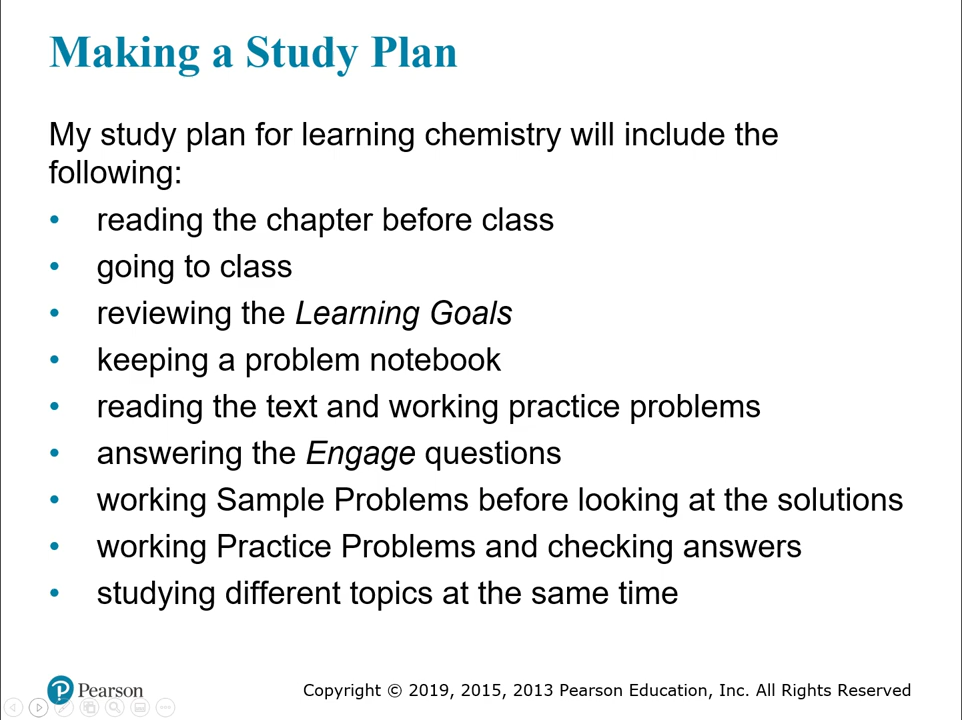 Making a Study Plan
My study plan for learning chemistry will include the
following:
• reading the chapter before class
• going to class
• reviewing the Learning Goals
• keeping a problem notebook
• reading the text and working practice problems
• answering the Engage questions
• working Sample Problems before looking at the solutions
• working Practice Problems and checking answers
• studying different topics at the same time
Pearson
Copyright © 2019, 2015, 2013 Pearson Education, Inc. All Rights Reserved